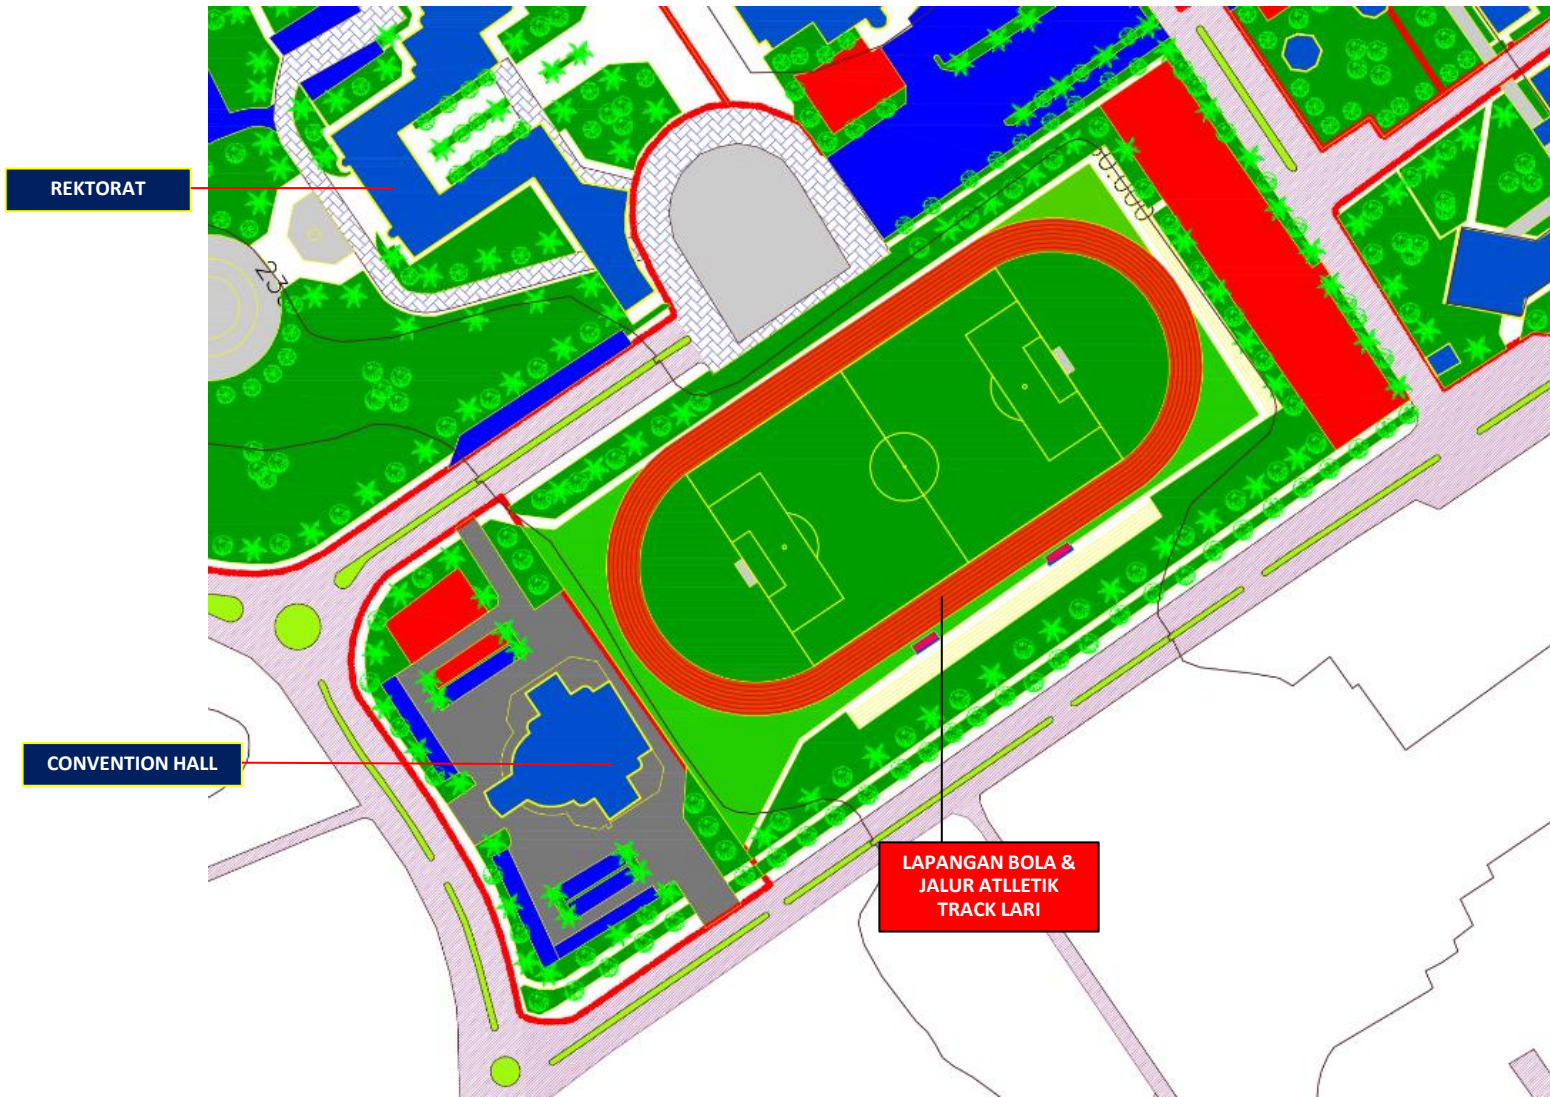 REKTORAT
CONVENTION HALL
LAPANGAN BOLA &
JALUR ATLLETIK
TRACK LARI